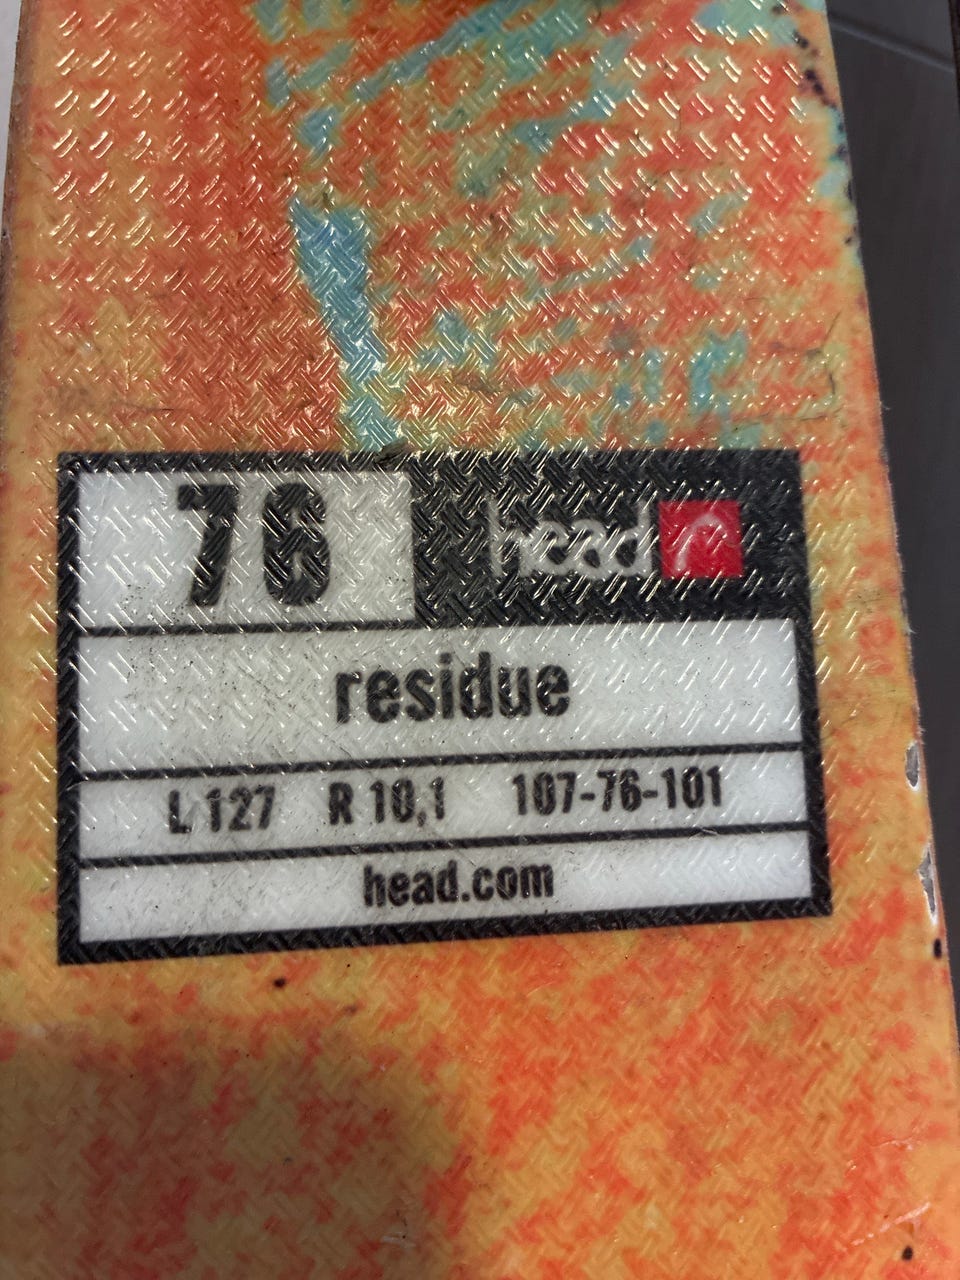 76 head
residue
L 127 R 10,1 107-76-101
head.com